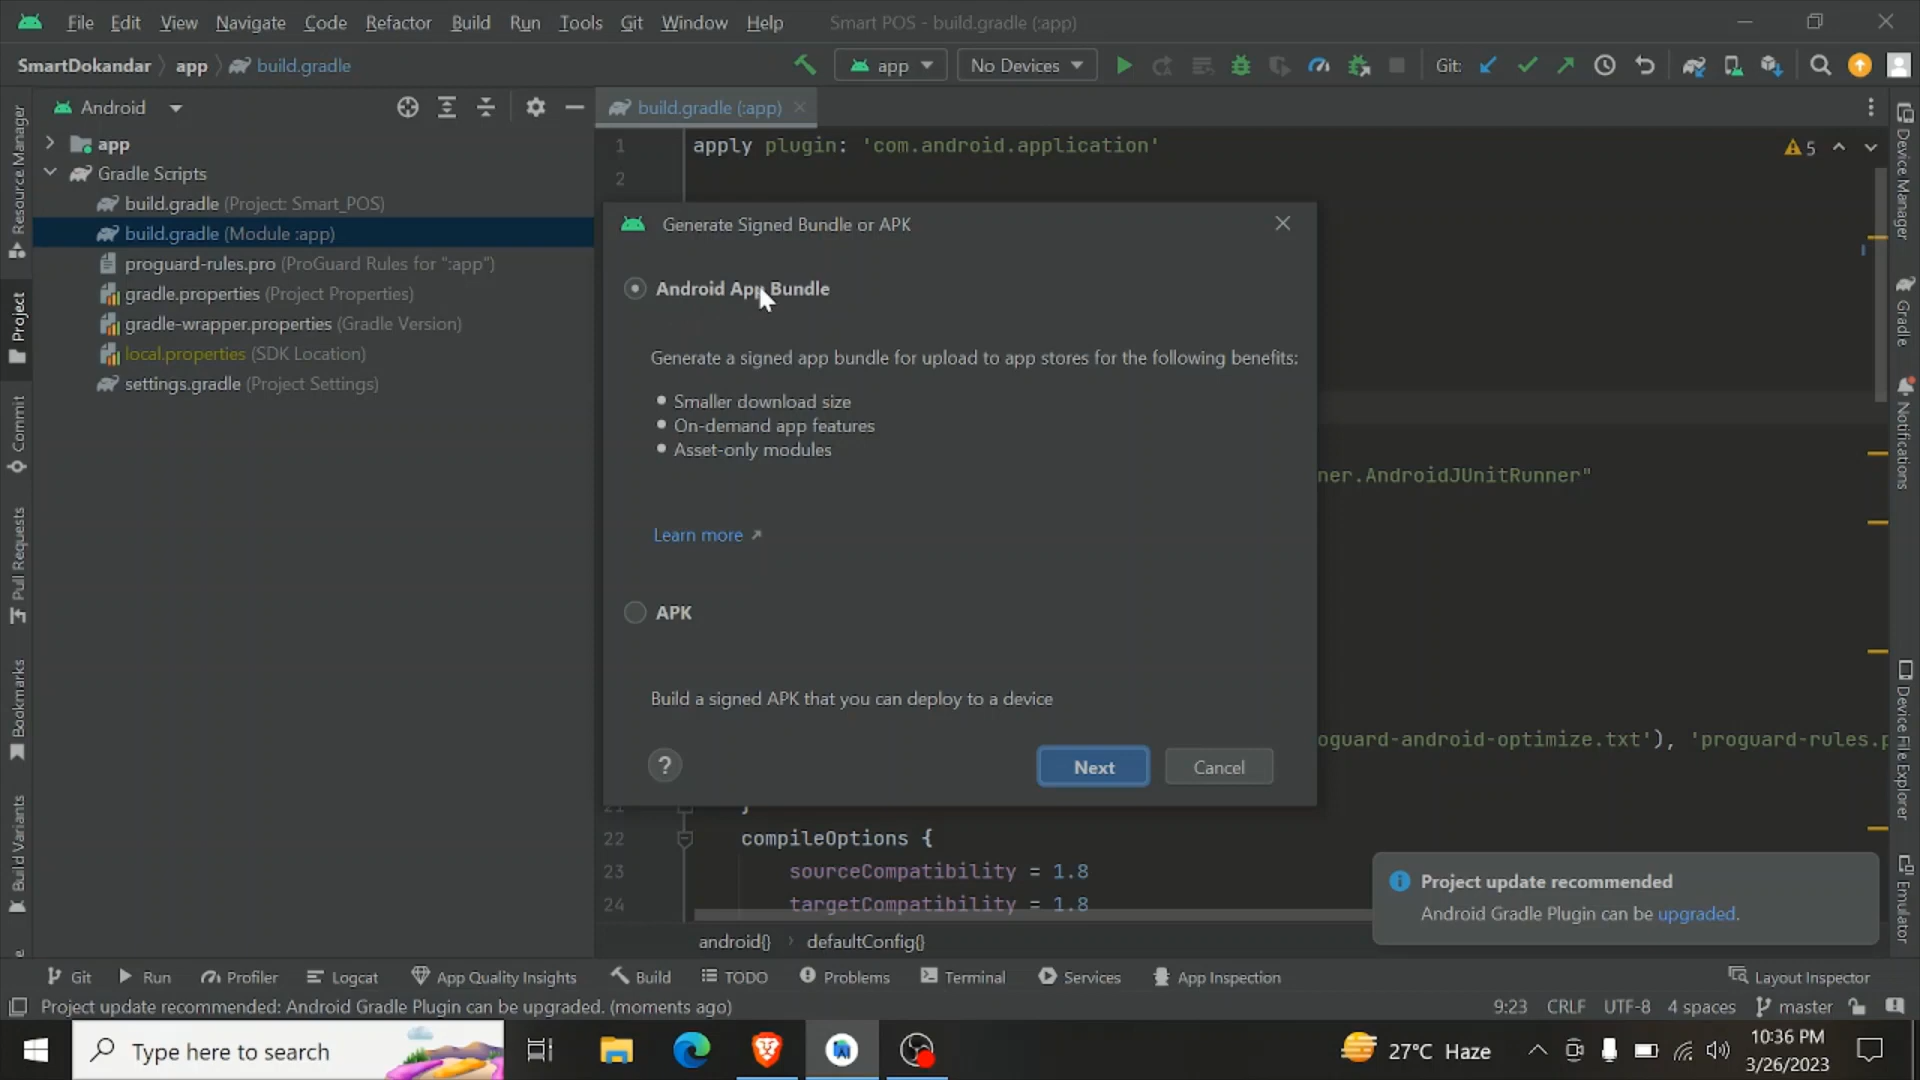 File Edit View Navigate Code Refactor Build Run Tools Git Window Help Smart POS - build.gradle (:app)
SmartDokandar app build.gradle app No Devices Git:
Android build.gradle (:app)
app
Gradle Scripts
build.gradle (Project: Smart_POS)
build.gradle (Module :app)
proguard-rules.pro (ProGuard Rules for ":app")
gradle.properties (Project Properties)
gradle-wrapper.properties (Gradle Version)
local.properties (SDK Location)
settings.gradle (Project Settings)
Resource Manager
Project
Commit
Pull Requests
Bookmarks
Build Variants
1 apply plugin: 'com.android.application'
2
5
Generate Signed Bundle or APK
Android App Bundle
Generate a signed app bundle for upload to app stores for the following benefits:
Smaller download size
On-demand app features
Asset-only modules
Learn more
APK
Build a signed APK that you can deploy to a device
? Next Cancel
ner.AndroidJUnitRunner"
oguard-android-optimize.txt'), 'proguard-rules.p
22 compileOptions {
23 sourceCompatibility = 1.8
24 targetCompatibility = 1.8
android{} defaultConfig{}
Device Manager
Gradle
Notifications
Device File Explorer
Emulator
Project update recommended
Android Gradle Plugin can be upgraded.
Git Run Profiler Logcat App Quality Insights Build TODO Problems Terminal Services App Inspection Layout Inspector
Project update recommended: Android Gradle Plugin can be upgraded. (moments ago) 9:23 CRLF UTF-8 4 spaces master
Type here to search 27°C Haze 10:36 PM
3/26/2023